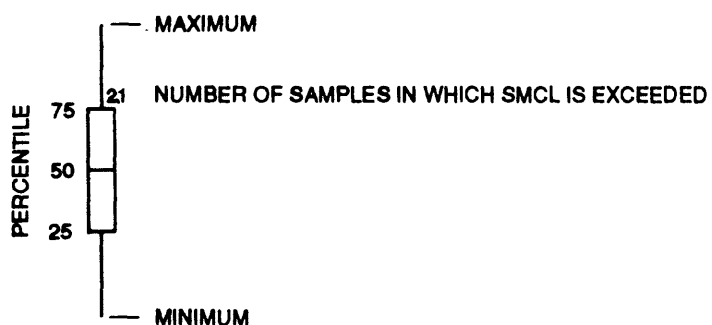 MAXIMUM
21 NUMBER OF SAMPLES IN WHICH SMCL IS EXCEEDED
75
PERCENTILE
50
25
MINIMUM